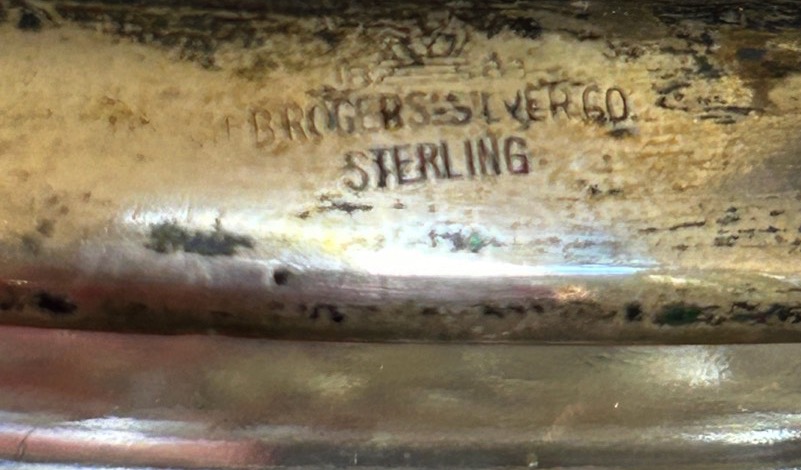 B. ROGERS SILVER CO.
STERLING